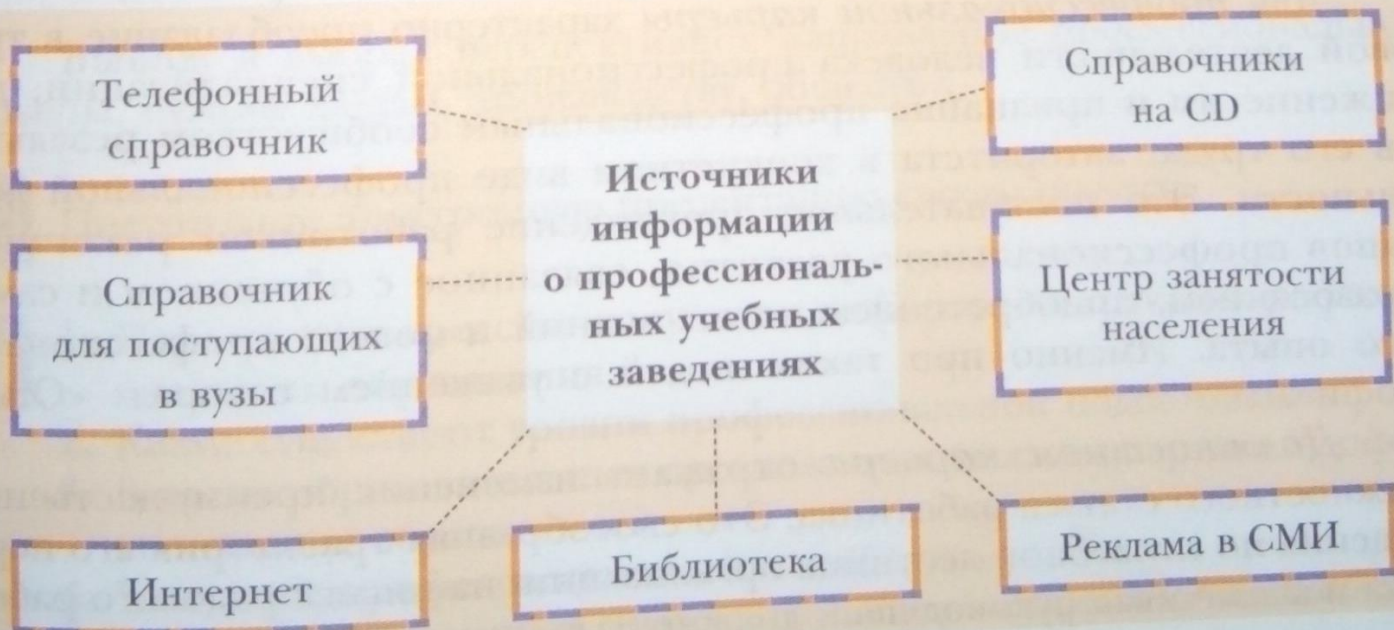 Телефонный
справочник
Справочники
на CD
Источники
информации
о профессиональ-
ных учебных
заведениях
Справочник
для поступающих
в вузы
Центр занятости
населения
Интернет
Библиотека
Реклама в СМИ